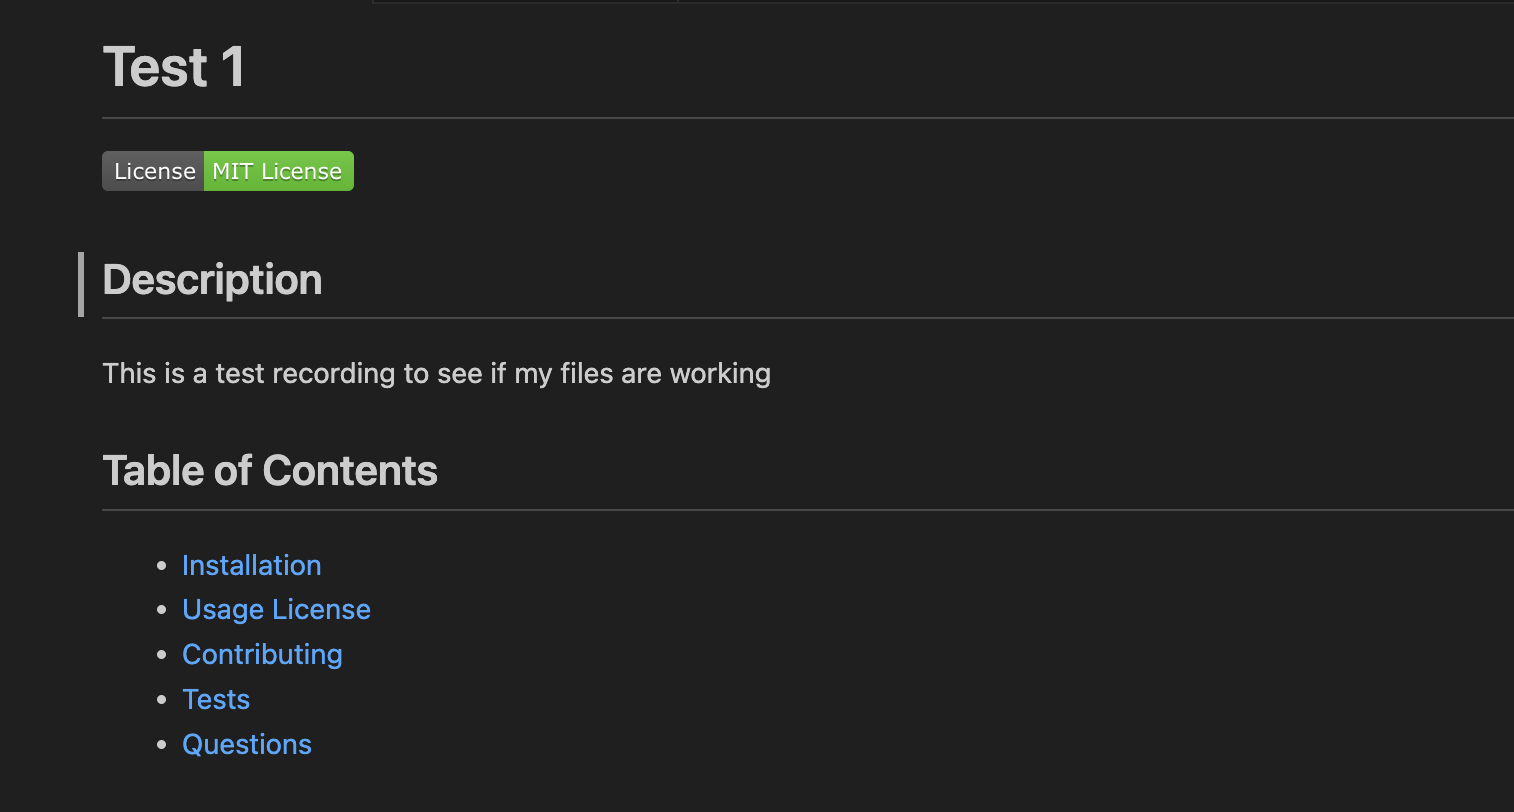 Test 1
License MIT License
Description
This is a test recording to see if my files are working
Table of Contents
Installation
Usage License
Contributing
Tests
Questions